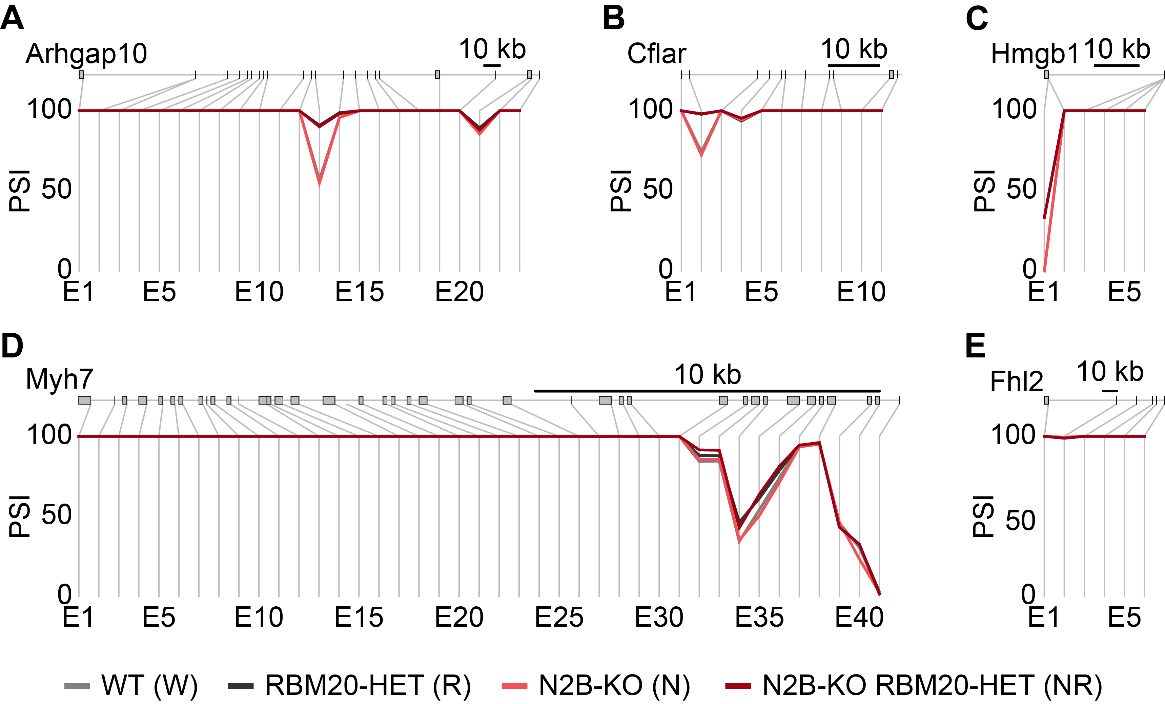 A
Arhgap10
10 kb
100
50
0
PSI
E1 E5 E10 E15 E20
B
Cflar
10 kb
100
50
0
PSI
E1 E5 E10
C
Hmgb1
10 kb
100
50
0
PSI
E1 E5
D
Myh7
10 kb
100
50
0
PSI
E1 E5 E10 E15 E20 E25 E30 E35 E40
E
Fhl2
10 kb
100
50
0
PSI
E1 E5
WT (W) RBM20-HET (R) N2B-KO (N) N2B-KO RBM20-HET (NR)